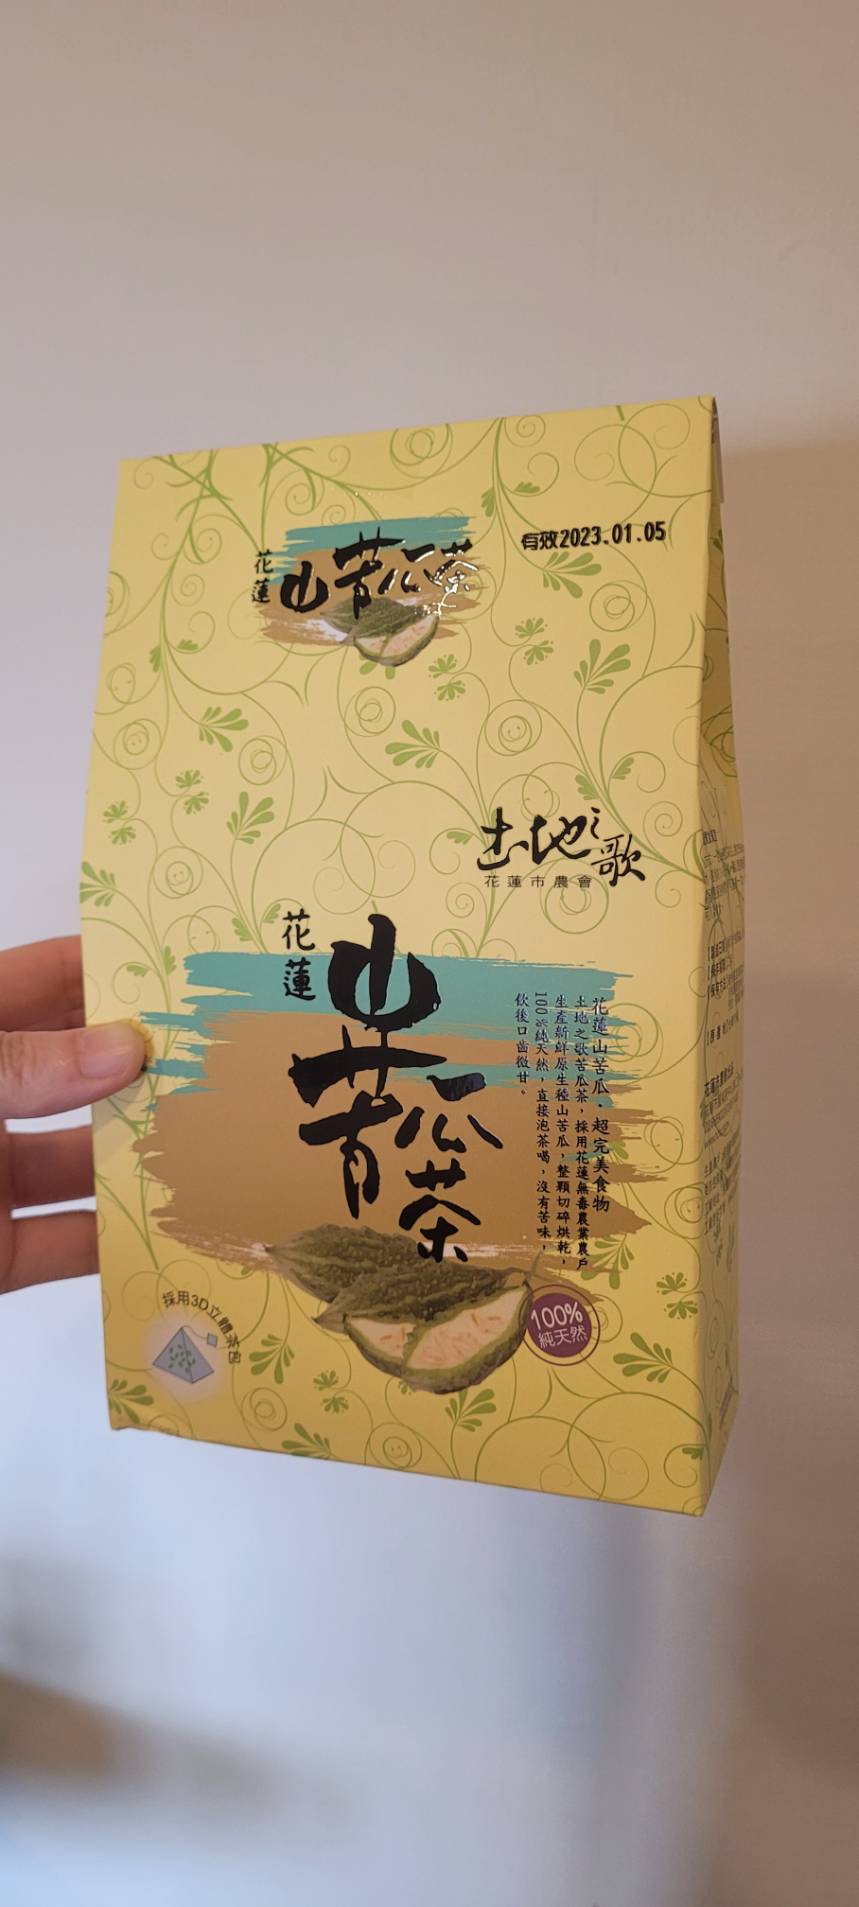 花蓮
山苦瓜茶
有效2023.01.05
土地之歌
花蓮市農會
花蓮
山苦瓜茶
花蓮山苦瓜．超完美食物
土地之歌苦瓜茶，採用花蓮無毒農業農戶
生產新鮮原生種山苦瓜，整顆切碎烘乾，
100%純天然，直接泡茶喝，沒有苦味，
飲後口齒微甘。
採用3D立體茶包
100%
純天然